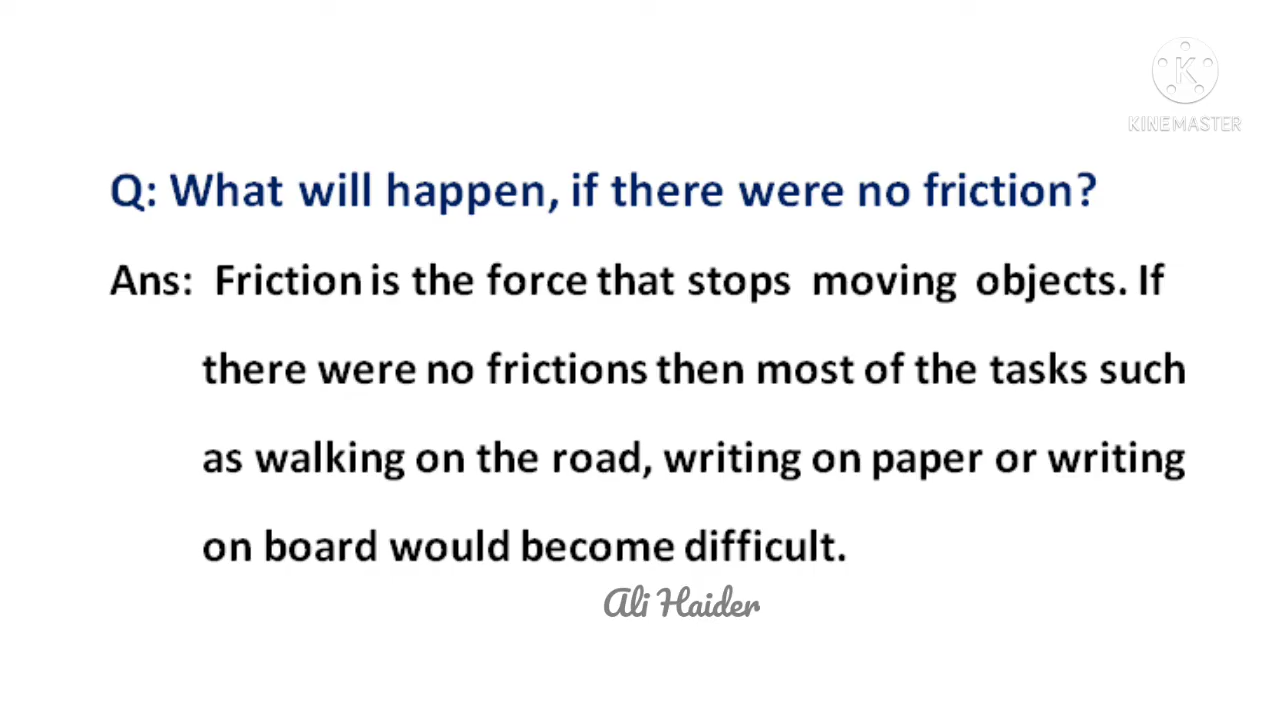 KINEMASTER
Q: What will happen, if there were no friction?
Ans: Friction is the force that stops moving objects. If
there were no frictions then most of the tasks such
as walking on the road, writing on paper or writing
on board would become difficult.
Ali Haider